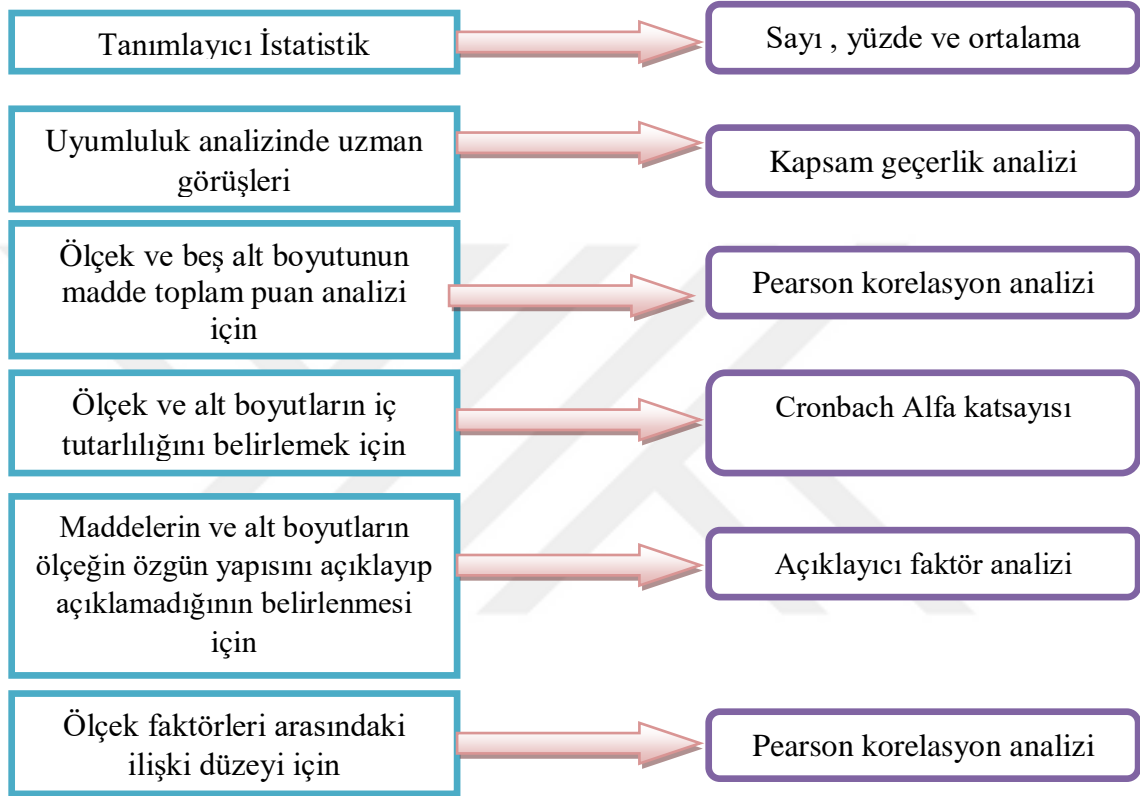 Tanımlayıcı İstatistik
Sayı , yüzde ve ortalama
Uyumluluk analizinde uzman
görüşleri
Kapsam geçerlik analizi
Ölçek ve beş alt boyutunun
madde toplam puan analizi
için
Pearson korelasyon analizi
Ölçek ve alt boyutların iç
tutarlılığını belirlemek için
Cronbach Alfa katsayısı
Maddelerin ve alt boyutların
ölçeğin özgün yapısını açıklayıp
açıklamadığının belirlenmesi
için
Açıklayıcı faktör analizi
Ölçek faktörleri arasındaki
ilişki düzeyi için
Pearson korelasyon analizi